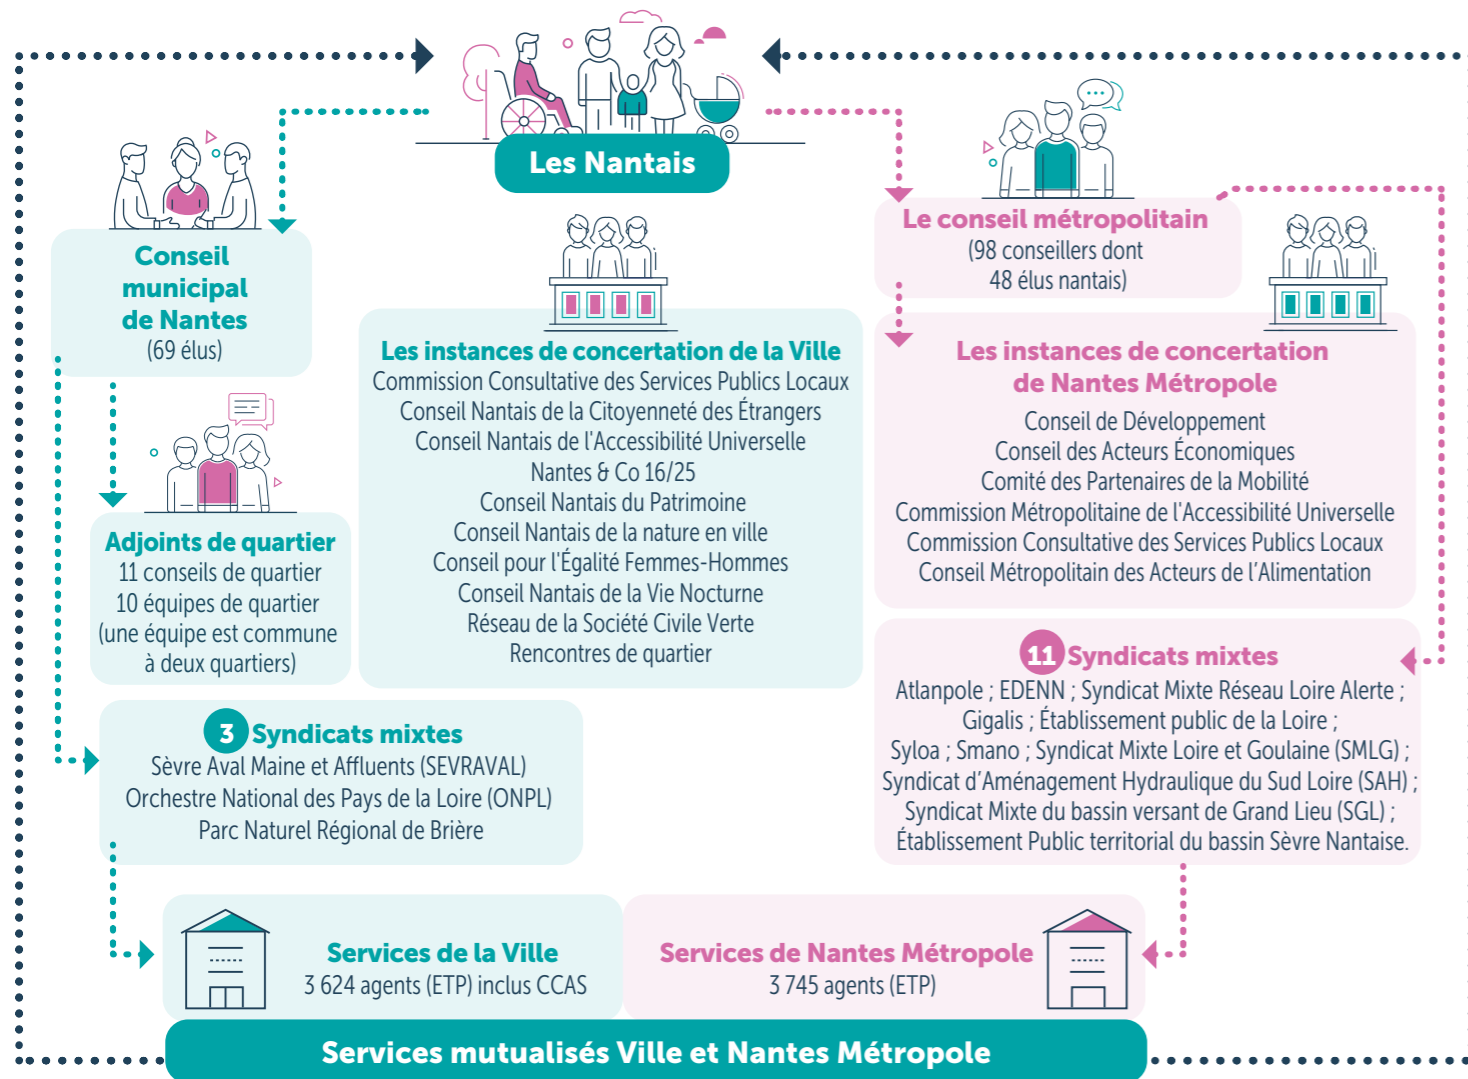 Les Nantais
Conseil
municipal
de Nantes
(69 élus)
Adjoints de quartier
11 conseils de quartier
10 équipes de quartier
(une équipe est commune
à deux quartiers)
Les instances de concertation de la Ville
Commission Consultative des Services Publics Locaux
Conseil Nantais de la Citoyenneté des Étrangers
Conseil Nantais de l'Accessibilité Universelle
Nantes & Co 16/25
Conseil Nantais du Patrimoine
Conseil Nantais de la nature en ville
Conseil pour l'Égalité Femmes-Hommes
Conseil Nantais de la Vie Nocturne
Réseau de la Société Civile Verte
Rencontres de quartier
3 Syndicats mixtes
Sèvre Aval Maine et Affluents (SEVRAVAL)
Orchestre National des Pays de la Loire (ONPL)
Parc Naturel Régional de Brière
Le conseil métropolitain
(98 conseillers dont
48 élus nantais)
Les instances de concertation
de Nantes Métropole
Conseil de Développement
Conseil des Acteurs Économiques
Comité des Partenaires de la Mobilité
Commission Métropolitaine de l'Accessibilité Universelle
Commission Consultative des Services Publics Locaux
Conseil Métropolitain des Acteurs de l’Alimentation
11 Syndicats mixtes
Atlanpole ; EDENN ; Syndicat Mixte Réseau Loire Alerte ;
Gigalis ; Établissement public de la Loire ;
Syloa ; Smano ; Syndicat Mixte Loire et Goulaine (SMLG) ;
Syndicat d’Aménagement Hydraulique du Sud Loire (SAH) ;
Syndicat Mixte du bassin versant de Grand Lieu (SGL) ;
Établissement Public territorial du bassin Sèvre Nantaise.
Services de la Ville
3 624 agents (ETP) inclus CCAS
Services de Nantes Métropole
3 745 agents (ETP)
Services mutualisés Ville et Nantes Métropole